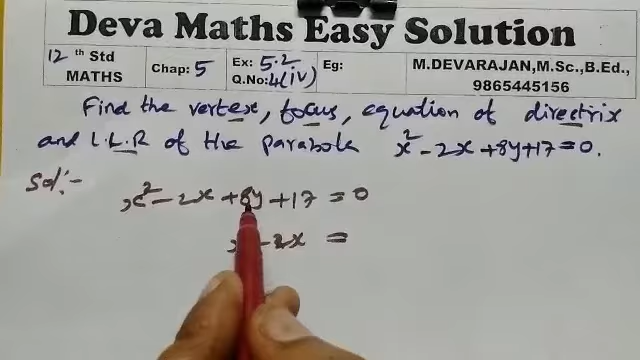 Deva Maths Easy Solution
12 th Std MATHS Chap: 5 Ex: 5.2 Q.No: 4(iv) Eg: M.DEVARAJAN,M.Sc.,B.Ed., 9865445156
Find the vertex, focus, equation of directrix
and L.L.R of the parabola x² - 2x + 8y + 17 = 0.
Sol:-
x² - 2x + 8y + 17 = 0
- 2x =